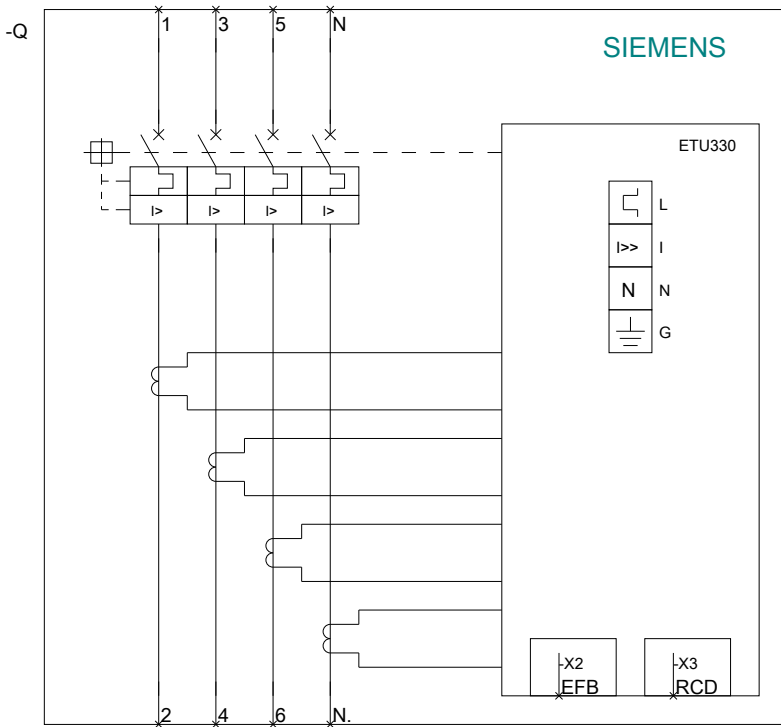 -Q
1 3 5 N
SIEMENS
ETU330
L
I> I> I> I>
I>> I
N N
G
-X2 -X3
EFB RCD
2 4 6 N.